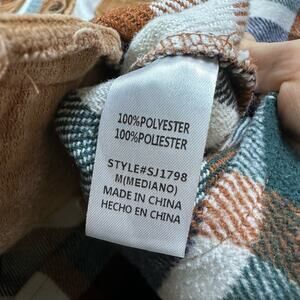 100%POLYESTER
100%POLIESTER
STYLE#SJ1798
M(MEDIANO)
MADE IN CHINA
HECHO EN CHINA